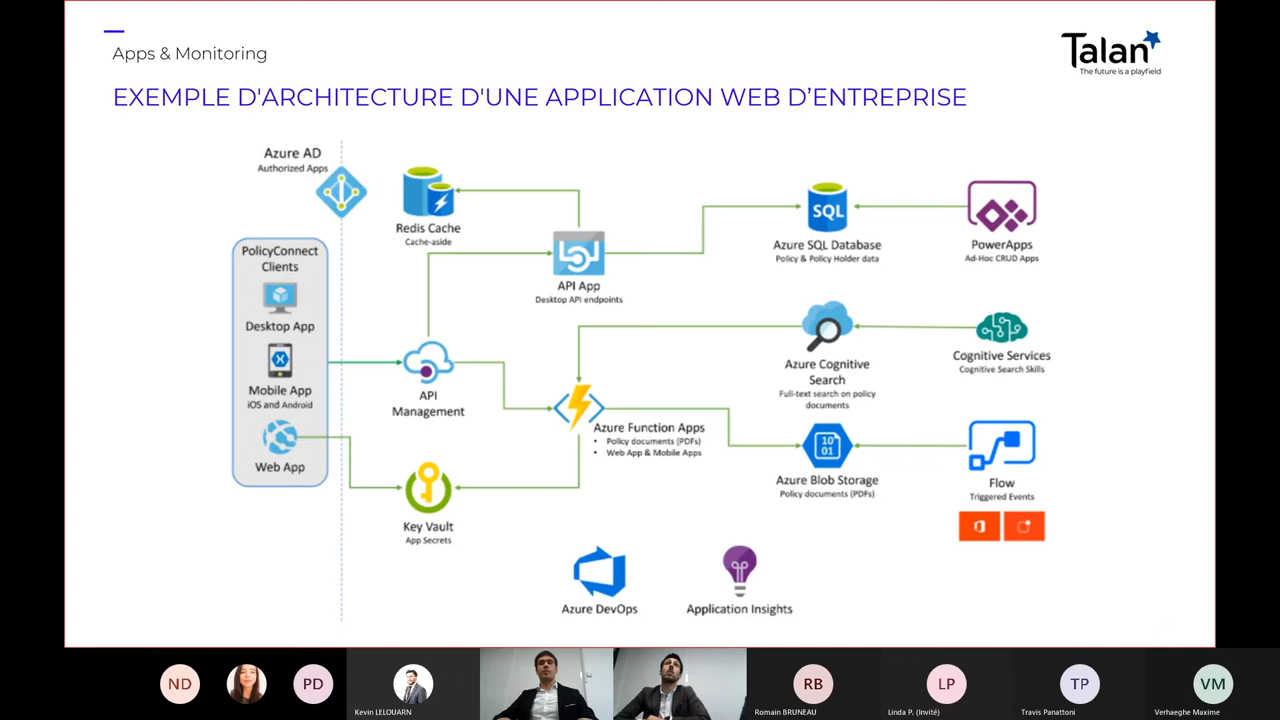 Apps & Monitoring
Talan
The future is a playfield
EXEMPLE D'ARCHITECTURE D'UNE APPLICATION WEB D’ENTREPRISE
Azure AD
Authorized Apps
PolicyConnect
Clients
Desktop App
Mobile App
iOS and Android
Web App
Redis Cache
Cache-aside
API
Management
Key Vault
App Secrets
API App
Desktop API endpoints
Azure Function Apps
• Policy documents (PDFs)
• Web App & Mobile Apps
SQL
Azure SQL Database
Policy & Policy Holder data
PowerApps
Ad-Hoc CRUD Apps
Azure Cognitive
Search
Full-text search on policy
documents
Cognitive Services
Cognitive Search Skills
10
01
Azure Blob Storage
Policy documents (PDFs)
Flow
Triggered Events
Azure DevOps
Application Insights
ND
PD
Kevin LELOUARN
RB
Romain BRUNEAU
LP
Linda P. (Invité)
TP
Travis Panattoni
VM
Verhaeghe Maxime